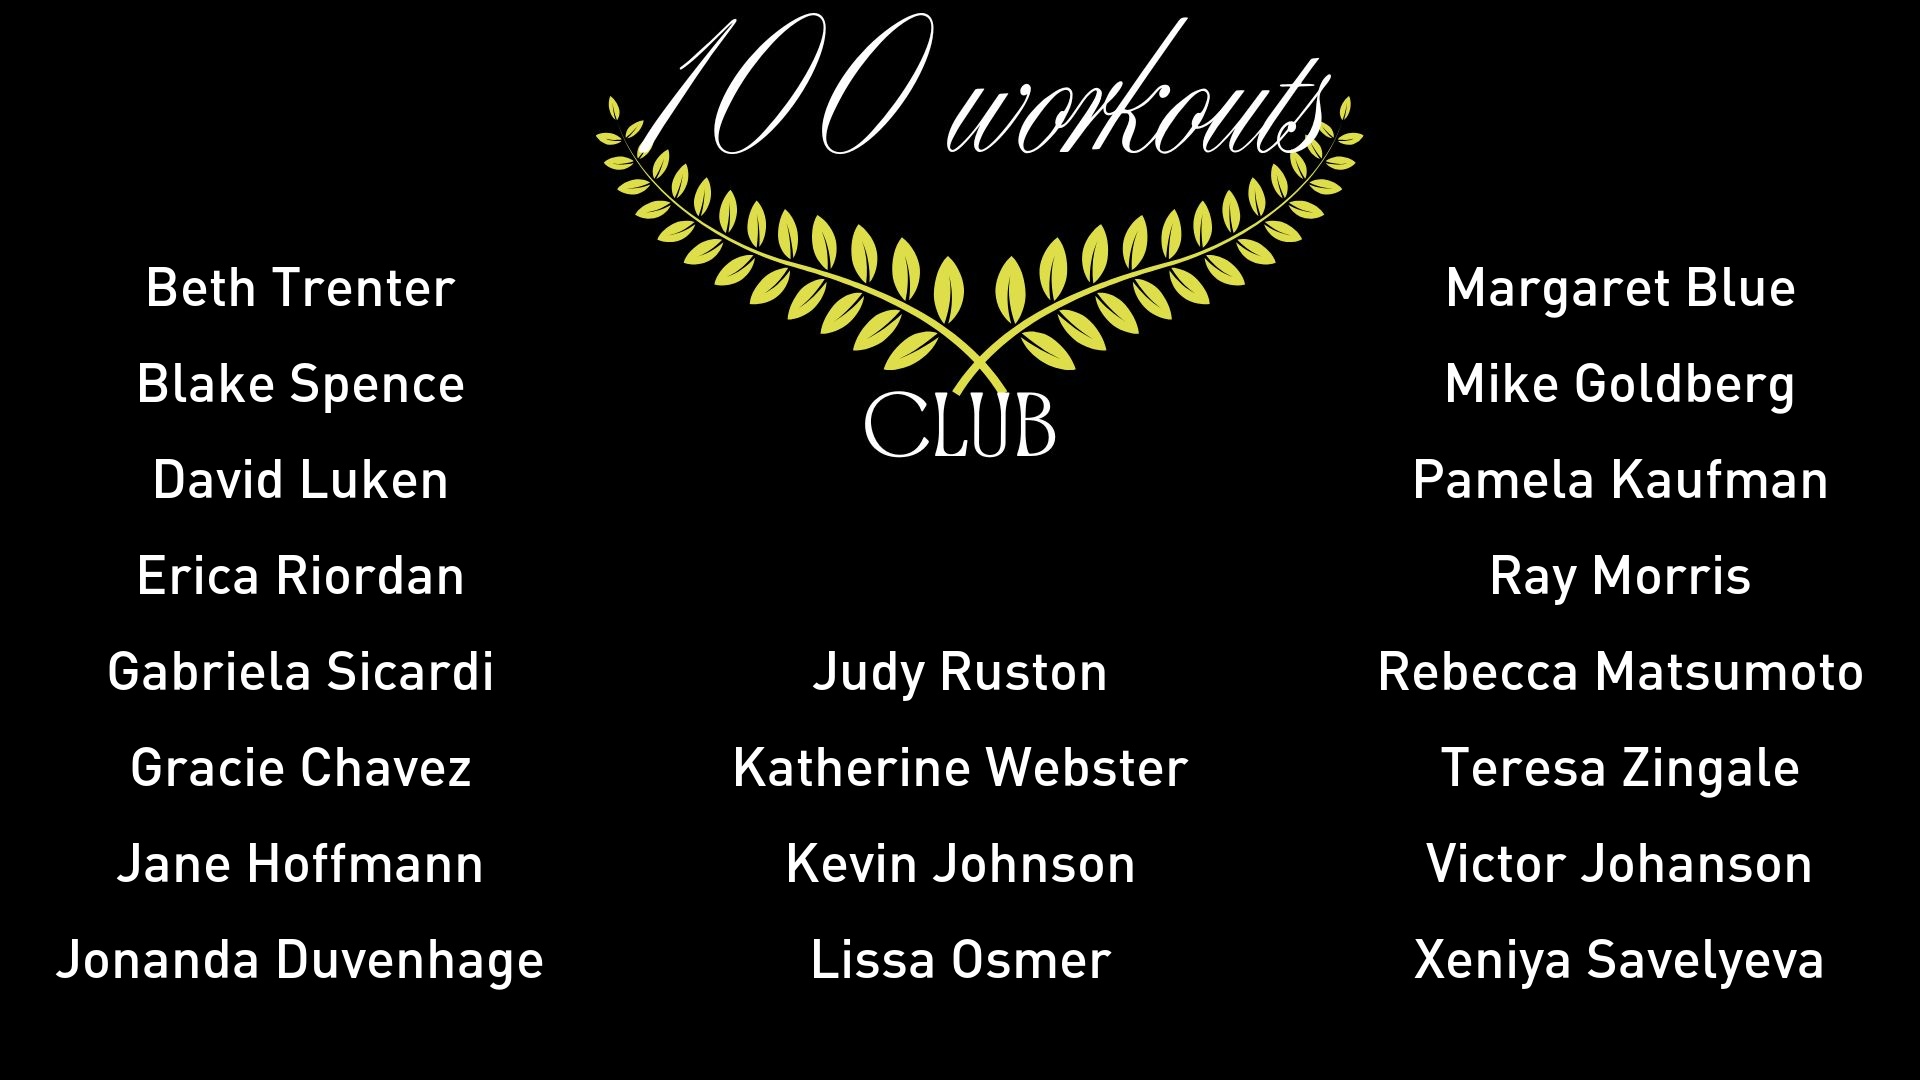 100 workouts
CLUB
Beth Trenter
Blake Spence
David Luken
Erica Riordan
Gabriela Sicardi
Gracie Chavez
Jane Hoffmann
Jonanda Duvenhage
Judy Ruston
Katherine Webster
Kevin Johnson
Lissa Osmer
Margaret Blue
Mike Goldberg
Pamela Kaufman
Ray Morris
Rebecca Matsumoto
Teresa Zingale
Victor Johanson
Xeniya Savelyeva